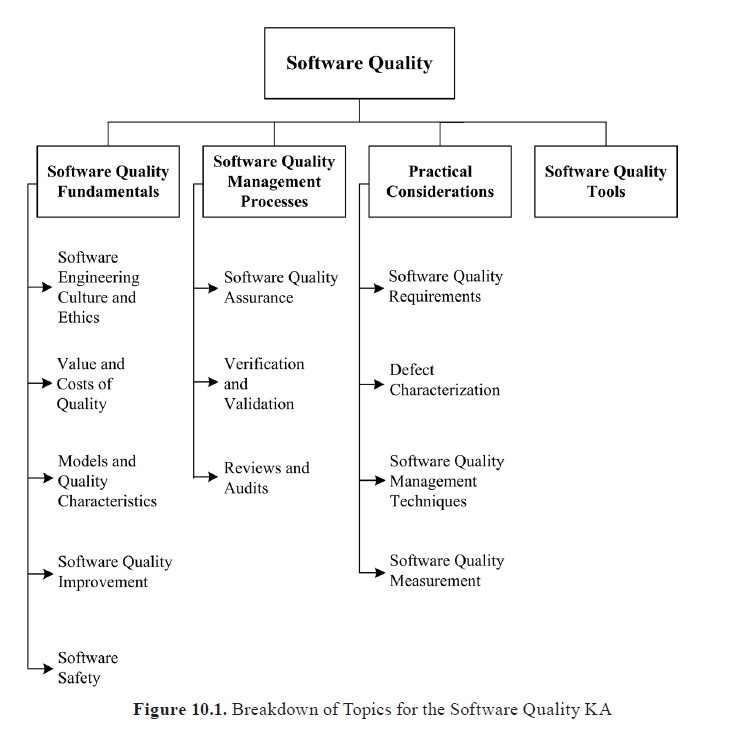 Software Quality
Software Quality
Fundamentals
Software Quality
Management
Processes
Practical
Considerations
Software Quality
Tools
Software
Engineering
Culture and
Ethics
Value and
Costs of
Quality
Models and
Quality
Characteristics
Software Quality
Improvement
Software
Safety
Software Quality
Assurance
Verification
and
Validation
Reviews and
Audits
Software Quality
Requirements
Defect
Characterization
Software Quality
Management
Techniques
Software Quality
Measurement
Figure 10.1. Breakdown of Topics for the Software Quality KA